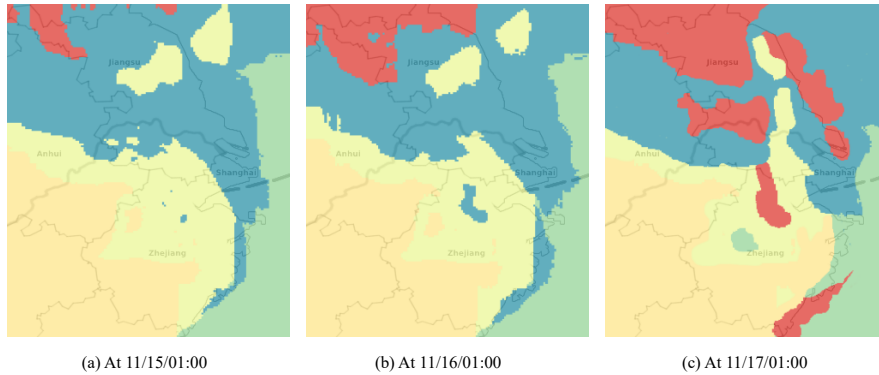 Jiangsu
Anhui
Shanghai
Zhejiang
Jiangsu
Anhui
Shanghai
Zhejiang
Jiangsu
Anhui
Shanghai
Zhejiang
(a) At 11/15/01:00
(b) At 11/16/01:00
(c) At 11/17/01:00